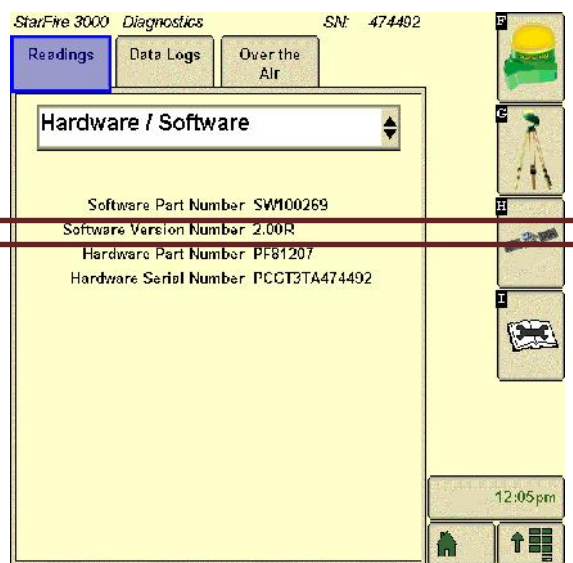 StarFire 3000 Diagnostics SN: 474492
Readings
Data Logs
Over the
Air
Hardware / Software
Software Part Number SW100269
Software Version Number 2.00R
Hardware Part Number PF81207
Hardware Serial Number PCGT3TA474492
F
G
H
I
12:05pm